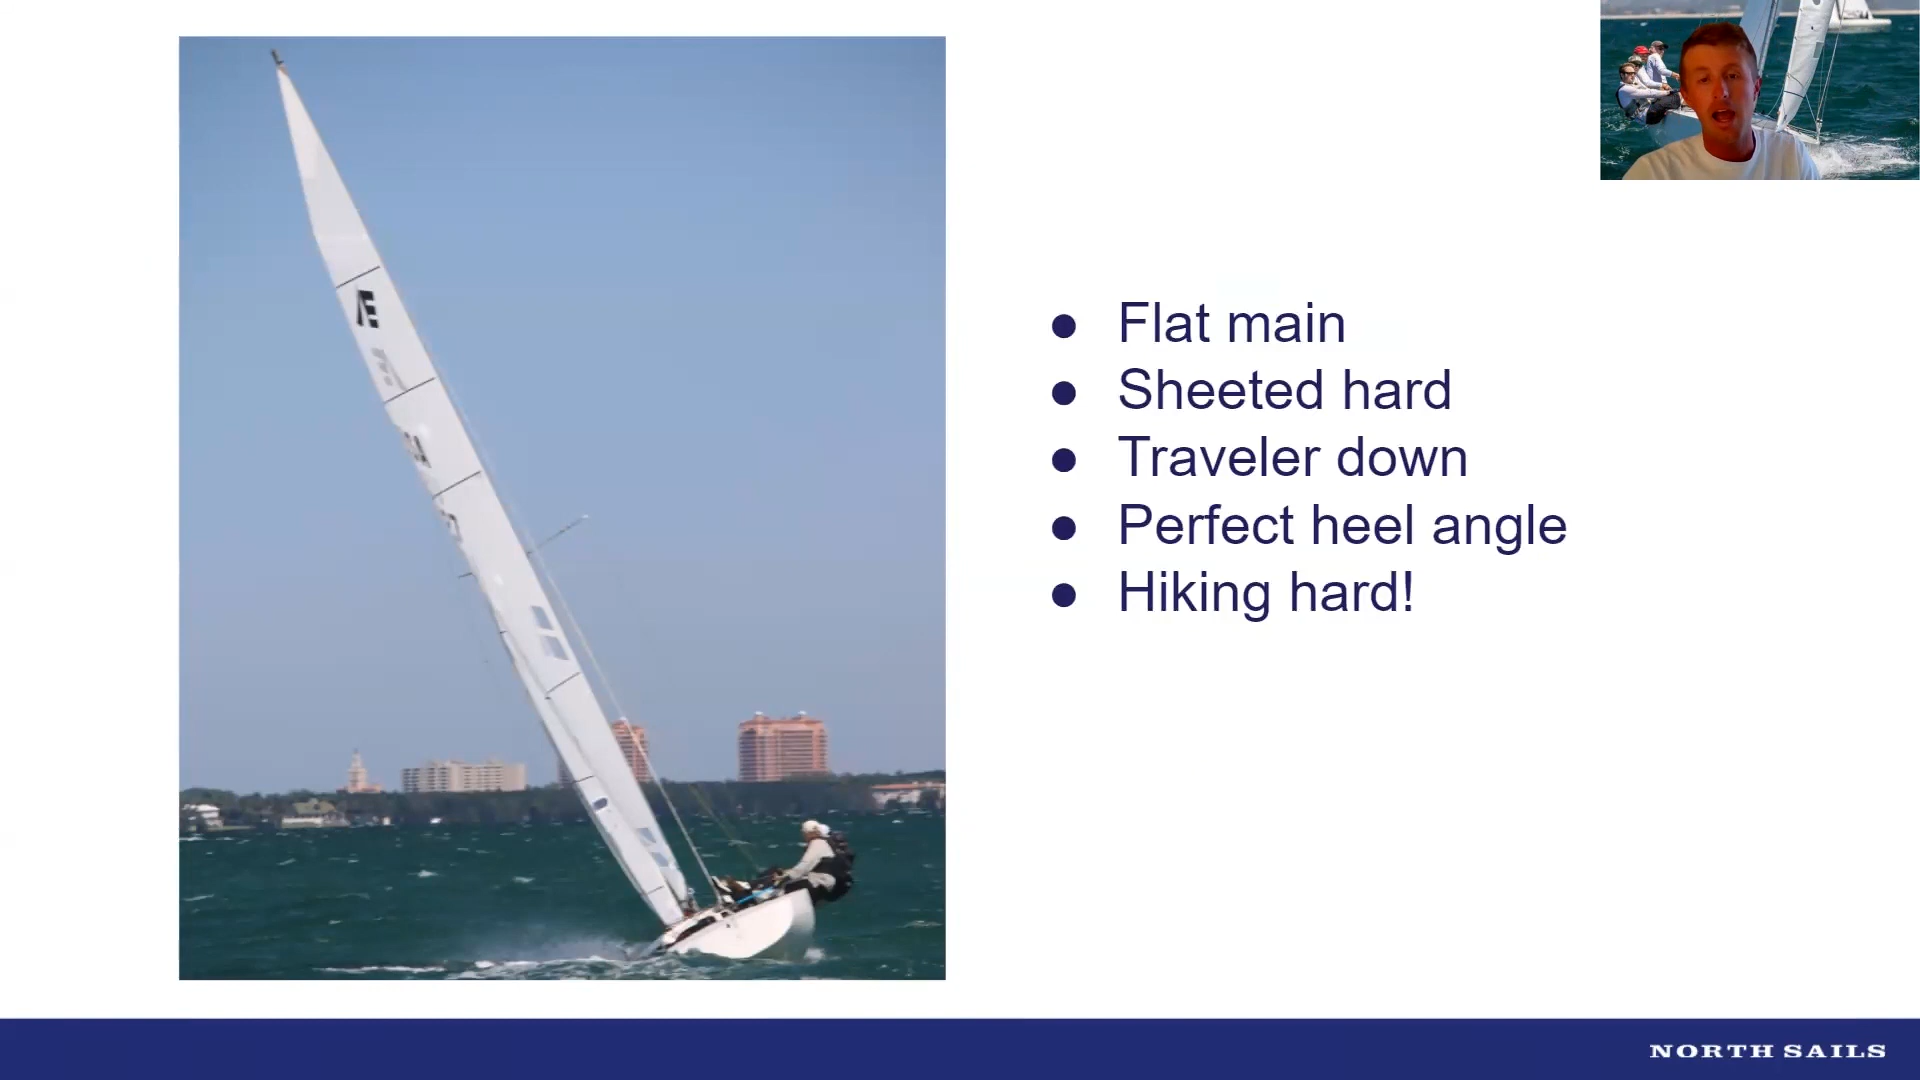 Flat main
Sheeted hard
Traveler down
Perfect heel angle
Hiking hard!
NORTH SAILS